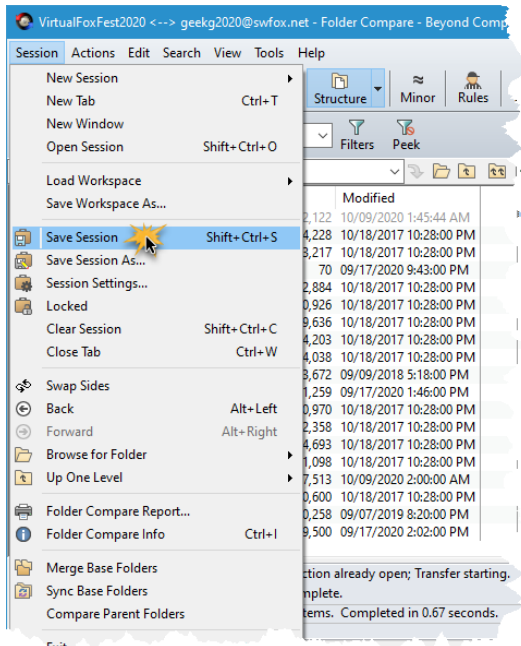 VirtualFoxFest2020 <--> geekg2020@swfox.net - Folder Compare - Beyond Comp
Session Actions Edit Search View Tools Help
New Session
New Tab Ctrl+T
New Window
Open Session Shift+Ctrl+O
Load Workspace
Save Workspace As...
Save Session Shift+Ctrl+S
Save Session As...
Session Settings...
Locked
Clear Session Shift+Ctrl+C
Close Tab Ctrl+W
Swap Sides
Back Alt+Left
Forward Alt+Right
Browse for Folder
Up One Level
Folder Compare Report...
Folder Compare Info Ctrl+I
Merge Base Folders
Sync Base Folders
Compare Parent Folders
Structure Minor Rules
Filters Peek
Modified
2,122 10/09/2020 1:45:44 AM
4,228 10/18/2017 10:28:00 PM
3,217 10/18/2017 10:28:00 PM
70 09/17/2020 9:43:00 PM
2,884 10/18/2017 10:28:00 PM
0,926 10/18/2017 10:28:00 PM
9,636 10/18/2017 10:28:00 PM
4,203 10/18/2017 10:28:00 PM
4,038 10/18/2017 10:28:00 PM
3,672 09/09/2018 5:18:00 PM
1,259 09/17/2020 1:46:00 PM
0,970 10/18/2017 10:28:00 PM
2,358 10/18/2017 10:28:00 PM
4,693 10/18/2017 10:28:00 PM
1,098 10/18/2017 10:28:00 PM
7,513 10/09/2020 2:00:00 AM
0,600 10/18/2017 10:28:00 PM
0,258 09/07/2019 8:20:00 PM
9,500 09/17/2020 2:02:00 PM
ction already open; Transfer starting.
mplete.
tems. Completed in 0.67 seconds.